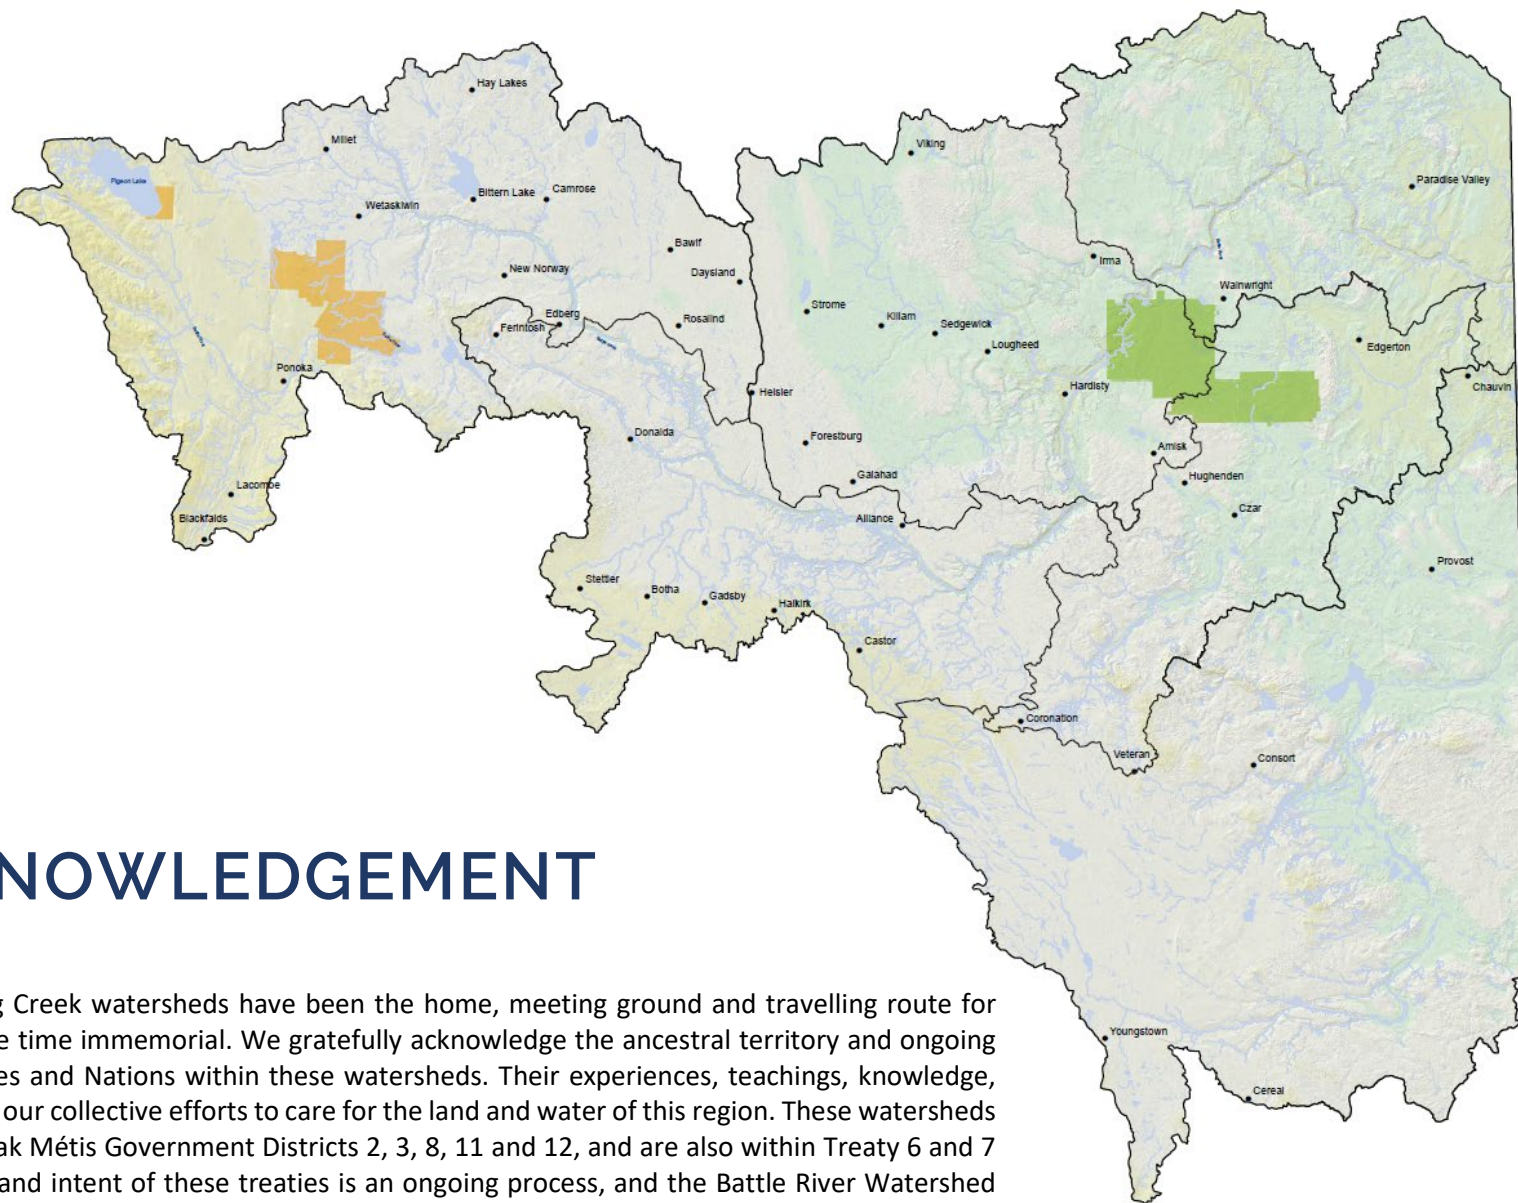 Hay Lakes
Viking
Millet
Pigeon Lake
Paradise Valley
Bittern Lake
Camrose
Wetaskiwin
Bawlf
Irma
New Norway
Daysland
Wainwright
Strome
Edberg
Rosalind
Killam
Ferintosh
Sedgewick
Lougheed
Edgerton
Ponoka
Hardisty
Chauvin
Heisler
Donalda
Forestburg
Amisk
Galahad
Hughenden
Lacombe
Czar
Blackfalds
Alliance
Provost
Stettler
Botha
Gadsby
Halkirk
Castor
Coronation
Veteran
Consort
NOWLEDGEMENT
g Creek watersheds have been the home, meeting ground and travelling route for
e time immemorial. We gratefully acknowledge the ancestral territory and ongoing
es and Nations within these watersheds. Their experiences, teachings, knowledge,
our collective efforts to care for the land and water of this region. These watersheds
ak Métis Government Districts 2, 3, 8, 11 and 12, and are also within Treaty 6 and 7
and intent of these treaties is an ongoing process, and the Battle River Watershed
Youngstown
Cereal